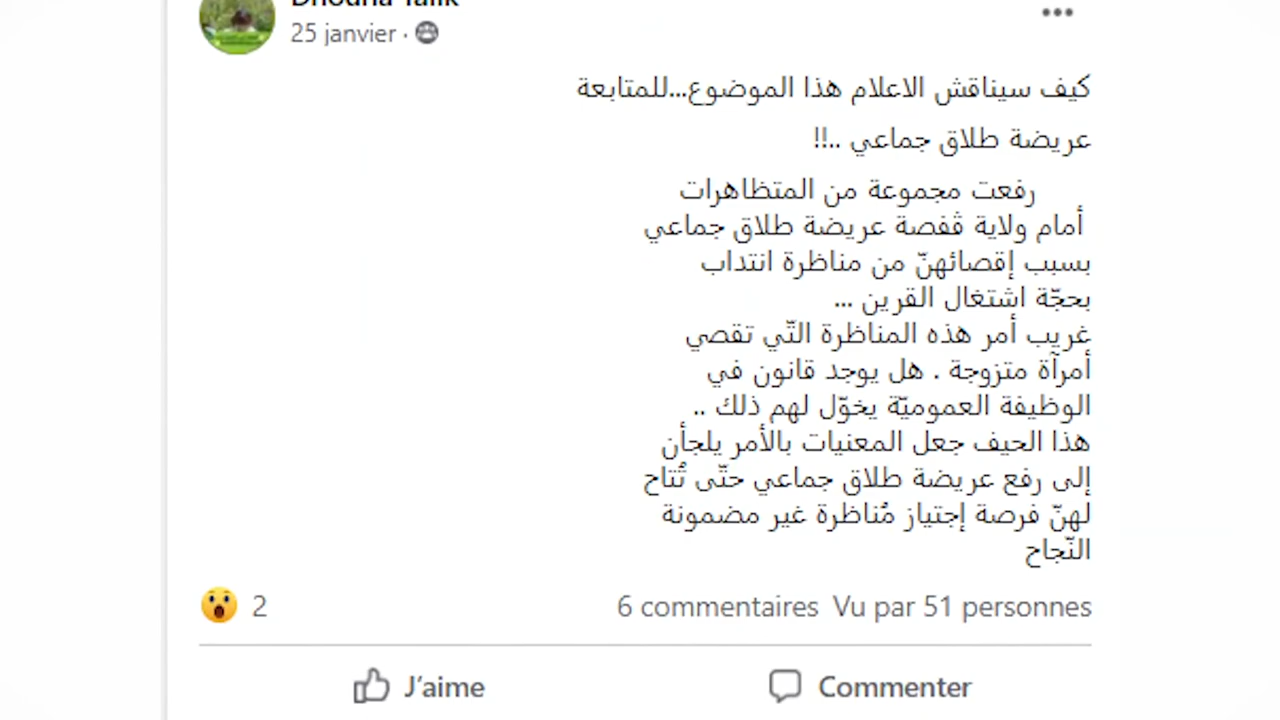 25 janvier ·
كيف سيناقش الاعلام هذا الموضوع...للمتابعة
عريضة طلاق جماعي ..!!
رفعت مجموعة من المتظاهرات
أمام ولاية ڨفصة عريضة طلاق جماعي
بسبب إقصائهنّ من مناظرة انتداب
بحجّة اشتغال القرين ...
غريب أمر هذه المناظرة التّي تقصي
أمرآة متزوجة . هل يوجد قانون في
الوظيفة العموميّة يخوّل لهم ذلك ..
هذا الحيف جعل المعنيات بالأمر يلجأن
إلى رفع عريضة طلاق جماعي حتّى تُتاح
لهنّ فرصة إجتياز مُناظرة غير مضمونة
النّجاح
2
6 commentaires Vu par 51 personnes
J'aime
Commenter